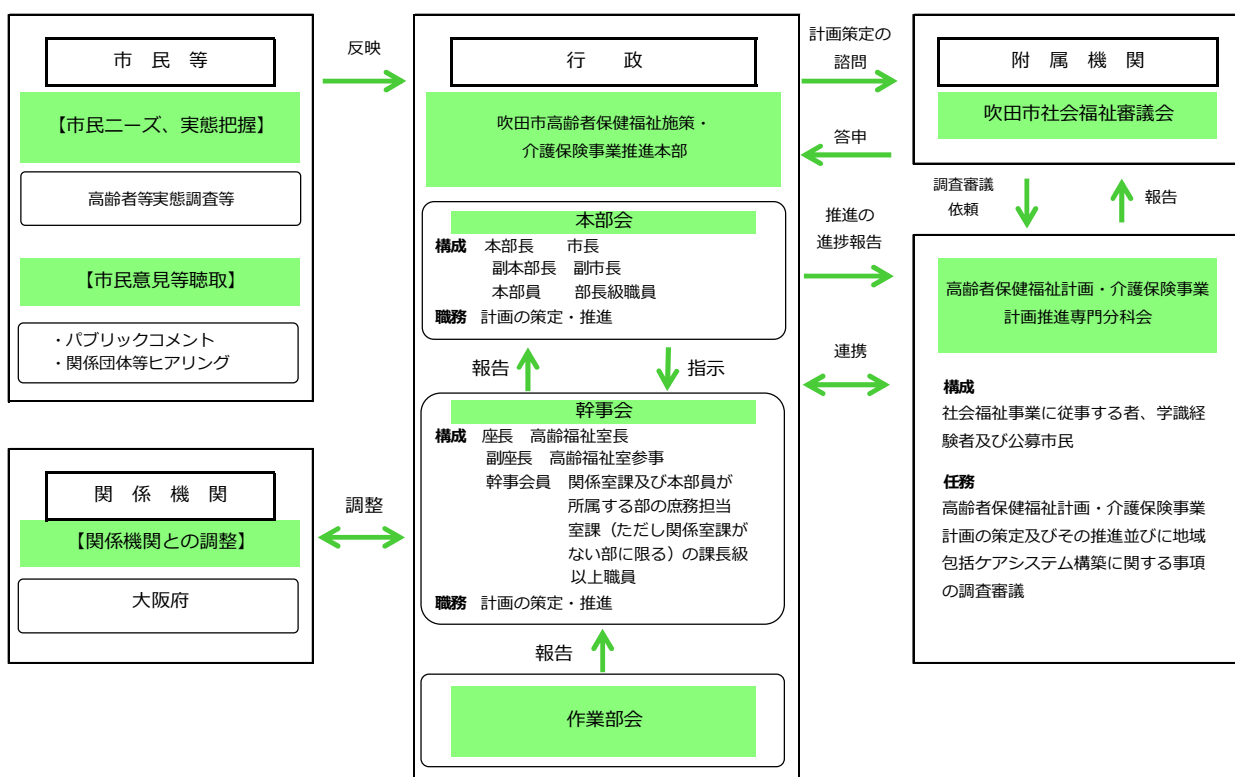 市 民 等
【市民ニーズ、実態把握】
高齢者等実態調査等
【市民意見等聴取】
・パブリックコメント
・関係団体等ヒアリング
反映
関 係 機 関
【関係機関との調整】
大阪府
調整
行 政
吹田市高齢者保健福祉施策・
介護保険事業推進本部
本部会
構成 本部長 市長
副本部長 副市長
本部員 部長級職員
職務 計画の策定・推進
報告
指示
幹事会
構成 座長 高齢福祉室長
副座長 高齢福祉室参事
幹事会員 関係室課及び本部員が
所属する部の庶務担当
室課（ただし関係室課が
ない部に限る）の課長級
以上職員
職務 計画の策定・推進
報告
作業部会
計画策定の
諮問
答申
推進の
進捗報告
連携
附 属 機 関
吹田市社会福祉審議会
調査審議
依頼
報告
高齢者保健福祉計画・介護保険事業
計画推進専門分科会
構成
社会福祉事業に従事する者、学識経
験者及び公募市民
任務
高齢者保健福祉計画・介護保険事業
計画の策定及びその推進並びに地域
包括ケアシステム構築に関する事項
の調査審議